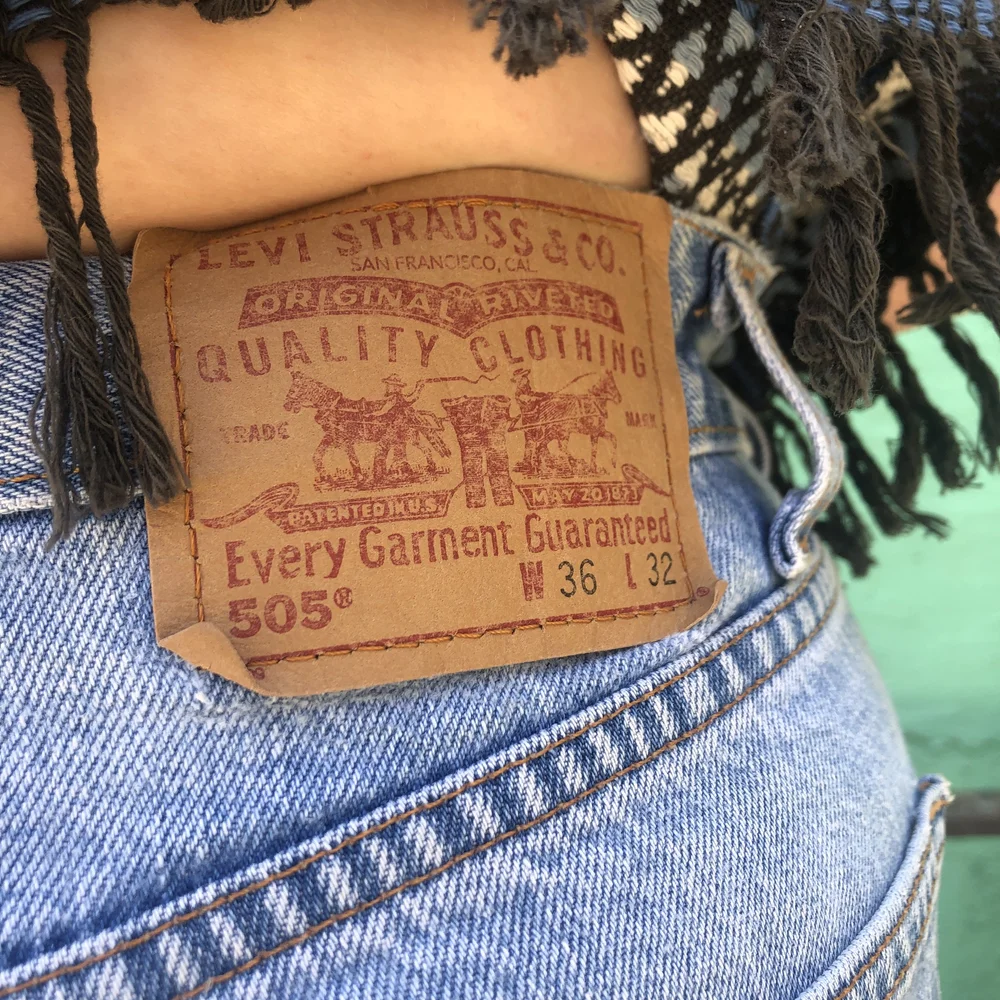 LEVI STRAUSS & CO.
SAN FRANCISCO, CAL
ORIGINAL RIVETED
QUALITY CLOTHING
TRADE MARK
PATENTED IN U.S. MAY 20 1873
Every Garment Guaranteed
505® W 36 L 32